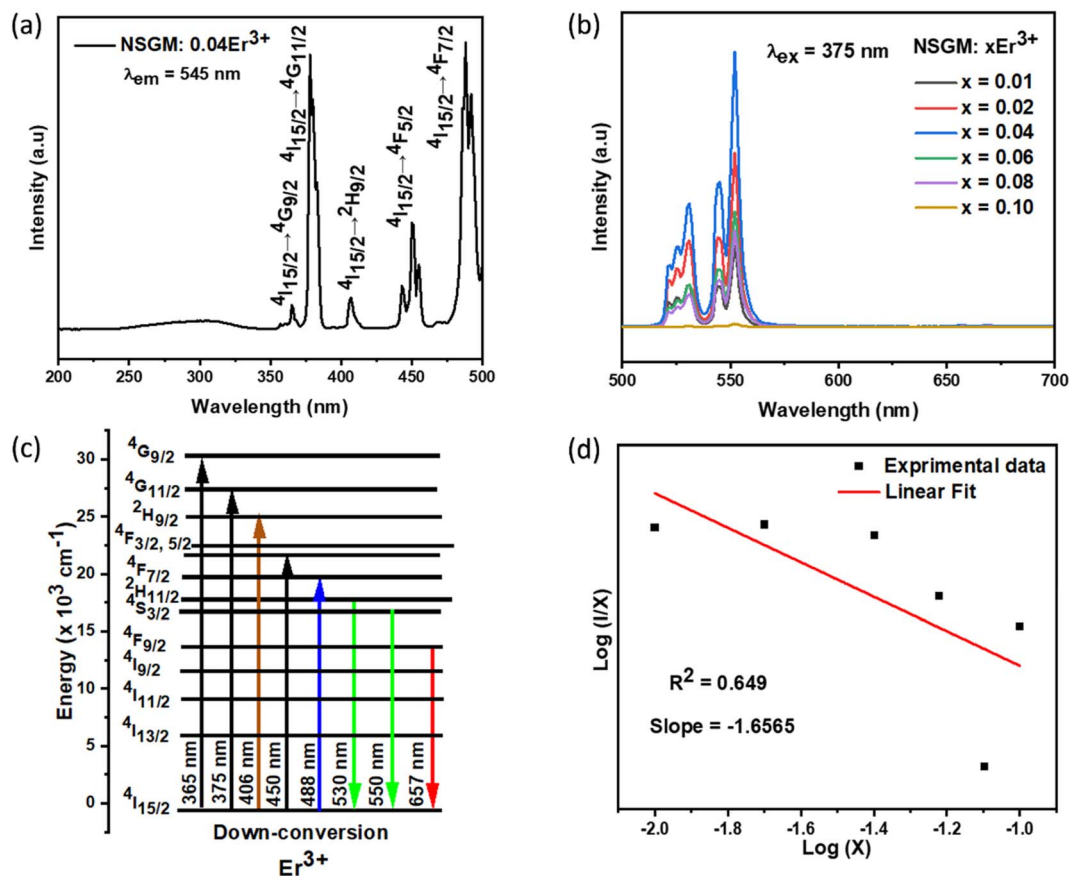 (a)
NSGM: 0.04Er3+
λem = 545 nm
4I15/2→4G9/2
4I15/2→4G11/2
4I15/2→2H9/2
4I15/2→4F5/2
4I15/2→4F7/2
Intensity (a.u)
200 250 300 350 400 450 500
Wavelength (nm)
(b)
λex = 375 nm
NSGM: xEr3+
x = 0.01
x = 0.02
x = 0.04
x = 0.06
x = 0.08
x = 0.10
Intensity (a.u)
500 550 600 650 700
Wavelength (nm)
(c)
Energy (x 103 cm-1)
30
25
20
15
10
5
0
4G9/2
4G11/2
2H9/2
4F3/2, 5/2
4F7/2
2H11/2
4S3/2
4F9/2
4I9/2
4I11/2
4I13/2
4I15/2
365 nm
375 nm
406 nm
450 nm
488 nm
530 nm
550 nm
657 nm
Down-conversion
Er3+
(d)
Exprimental data
Linear Fit
R2 = 0.649
Slope = -1.6565
Log (I/X)
-2.0 -1.8 -1.6 -1.4 -1.2 -1.0
Log (X)